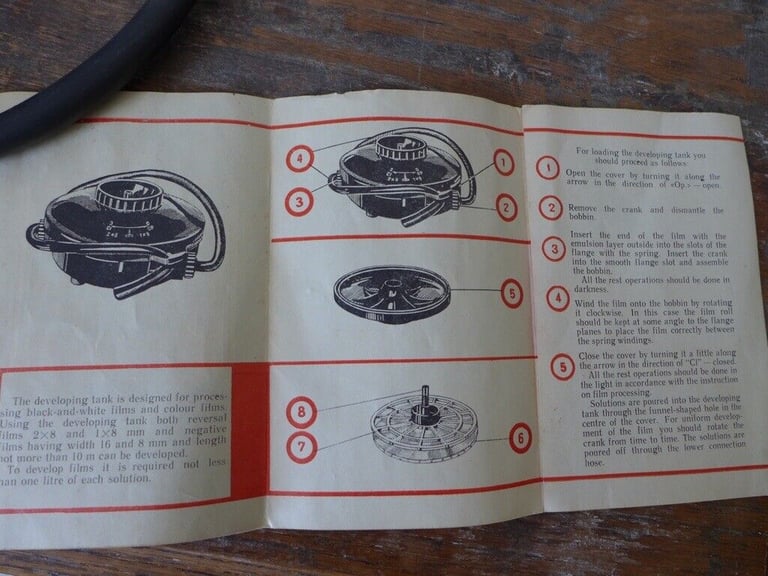 The developing tank is designed for proces-
sing black-and-white films and colour films.
Using the developing tank both reversal
films 2×8 and 1×8 mm and negative
films having width 16 and 8 mm and length
not more than 10 m can be developed.
To develop films it is required not less
than one litre of each solution.
4
3
1
2
5
8
7
6
For loading the developing tank you
should proceed as follows:
1
Open the cover by turning it along the
arrow in the direction of «Op.» — open.
2
Remove the crank and dismantle the
bobbin.
3
Insert the end of the film with the
emulsion layer outside into the slots of the
flange with the spring. Insert the crank
into the smooth flange slot and assemble
the bobbin.
All the rest operations should be done in
darkness.
4
Wind the film onto the bobbin by rotating
it clockwise. In this case the film roll
should be kept at some angle to the flange
planes to place the film correctly between
the spring windings.
5
Close the cover by turning it a little along
the arrow in the direction of "Cl" — closed.
All the rest operations should be done in
the light in accordance with the instruction
on film processing.
Solutions are poured into the developing
tank through the funnel-shaped hole in the
centre of the cover. For uniform develop-
ment of the film you should rotate the
crank from time to time. The solutions are
poured off through the lower connection
hose.